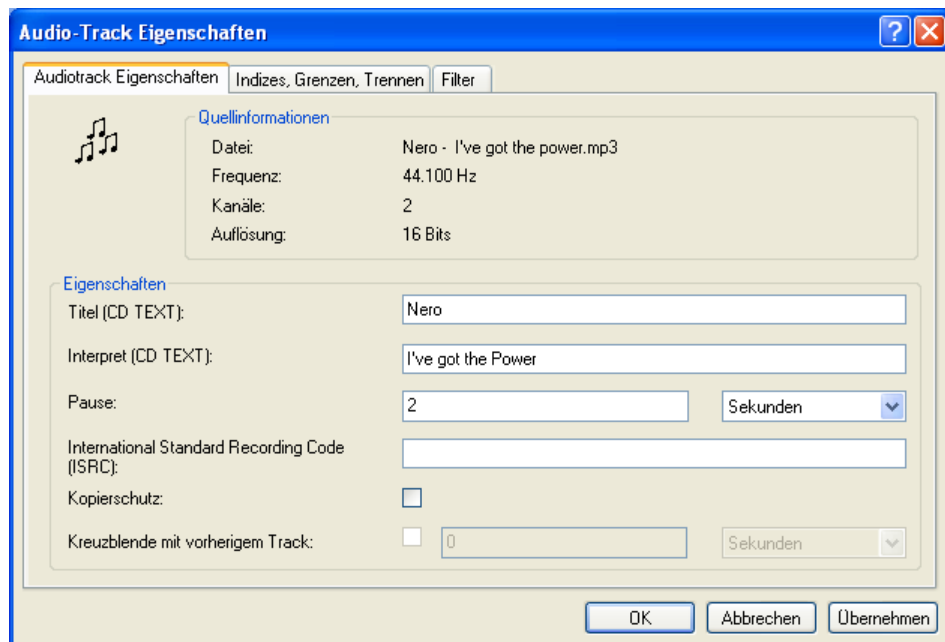 Audio-Track Eigenschaften
Audiotrack Eigenschaften Indizes, Grenzen, Trennen Filter
Quellinformationen
Datei: Nero - I've got the power.mp3
Frequenz: 44.100 Hz
Kanäle: 2
Auflösung: 16 Bits
Eigenschaften
Titel (CD TEXT): Nero
Interpret (CD TEXT): I've got the Power
Pause: 2 Sekunden
International Standard Recording Code
(ISRC):
Kopierschutz:
Kreuzblende mit vorherigem Track: 0 Sekunden
OK Abbrechen Übernehmen